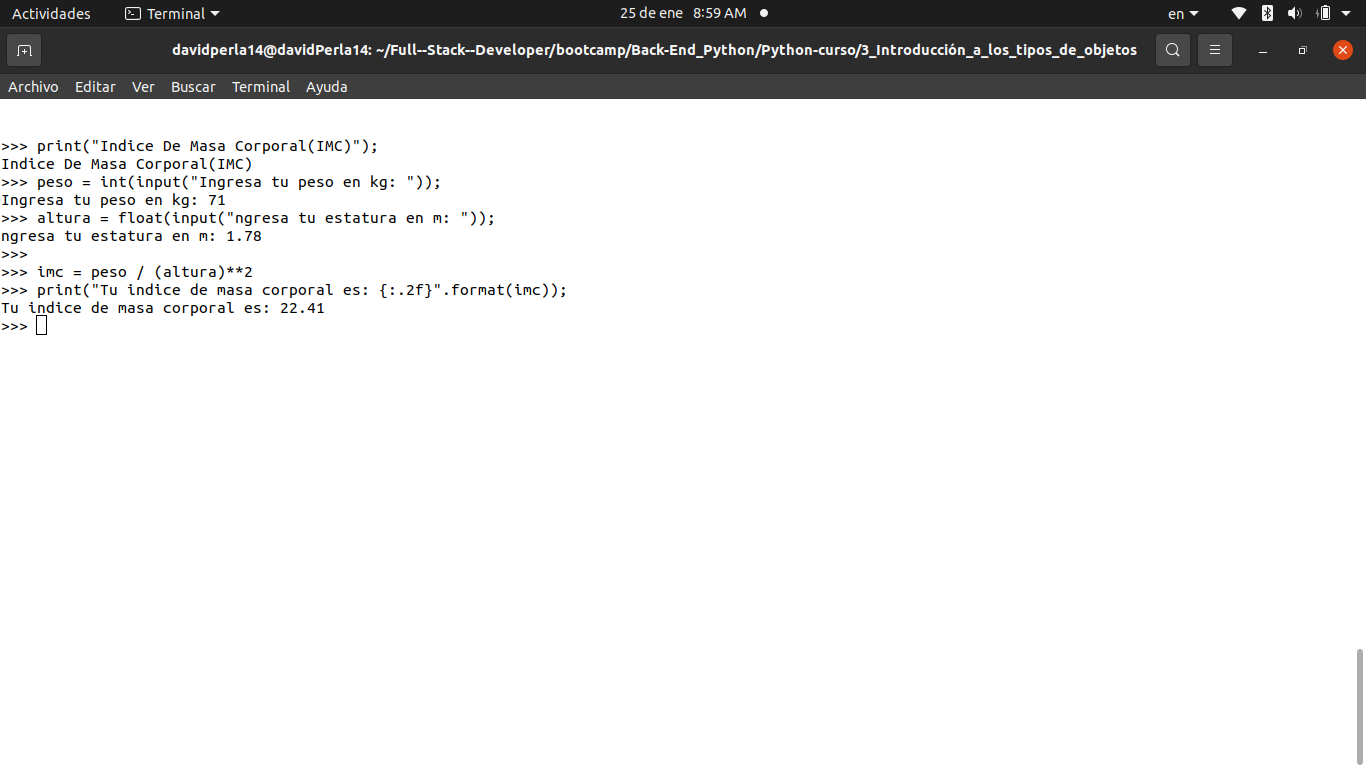 Actividades Terminal 25 de ene 8:59 AM en
davidperla14@davidPerla14: ~/Full--Stack--Developer/bootcamp/Back-End_Python/Python-curso/3_Introducción_a_los_tipos_de_objetos
Archivo Editar Ver Buscar Terminal Ayuda
>>> print("Indice De Masa Corporal(IMC)");
Indice De Masa Corporal(IMC)
>>> peso = int(input("Ingresa tu peso en kg: "));
Ingresa tu peso en kg: 71
>>> altura = float(input("ngresa tu estatura en m: "));
ngresa tu estatura en m: 1.78
>>>
>>> imc = peso / (altura)**2
>>> print("Tu indice de masa corporal es: {:.2f}".format(imc));
Tu indice de masa corporal es: 22.41
>>>